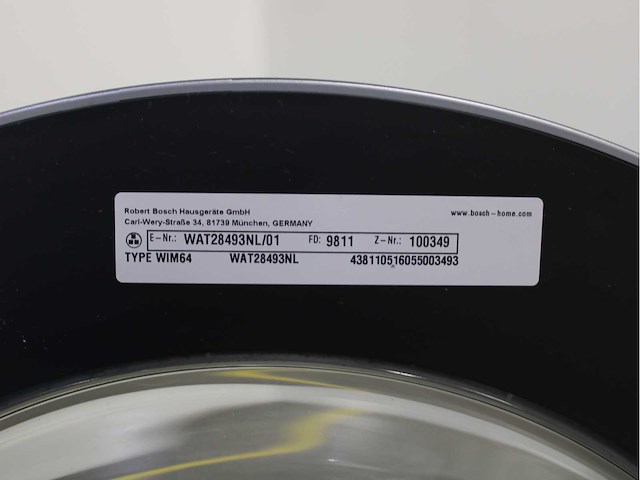 Robert Bosch Hausgeräte GmbH www.bosch-home.com
Carl-Wery-Straße 34, 81739 München, GERMANY
E-Nr.: WAT28493NL/01 FD: 9811 Z-Nr.: 100349
TYPE WIM64 WAT28493NL 438110516055003493